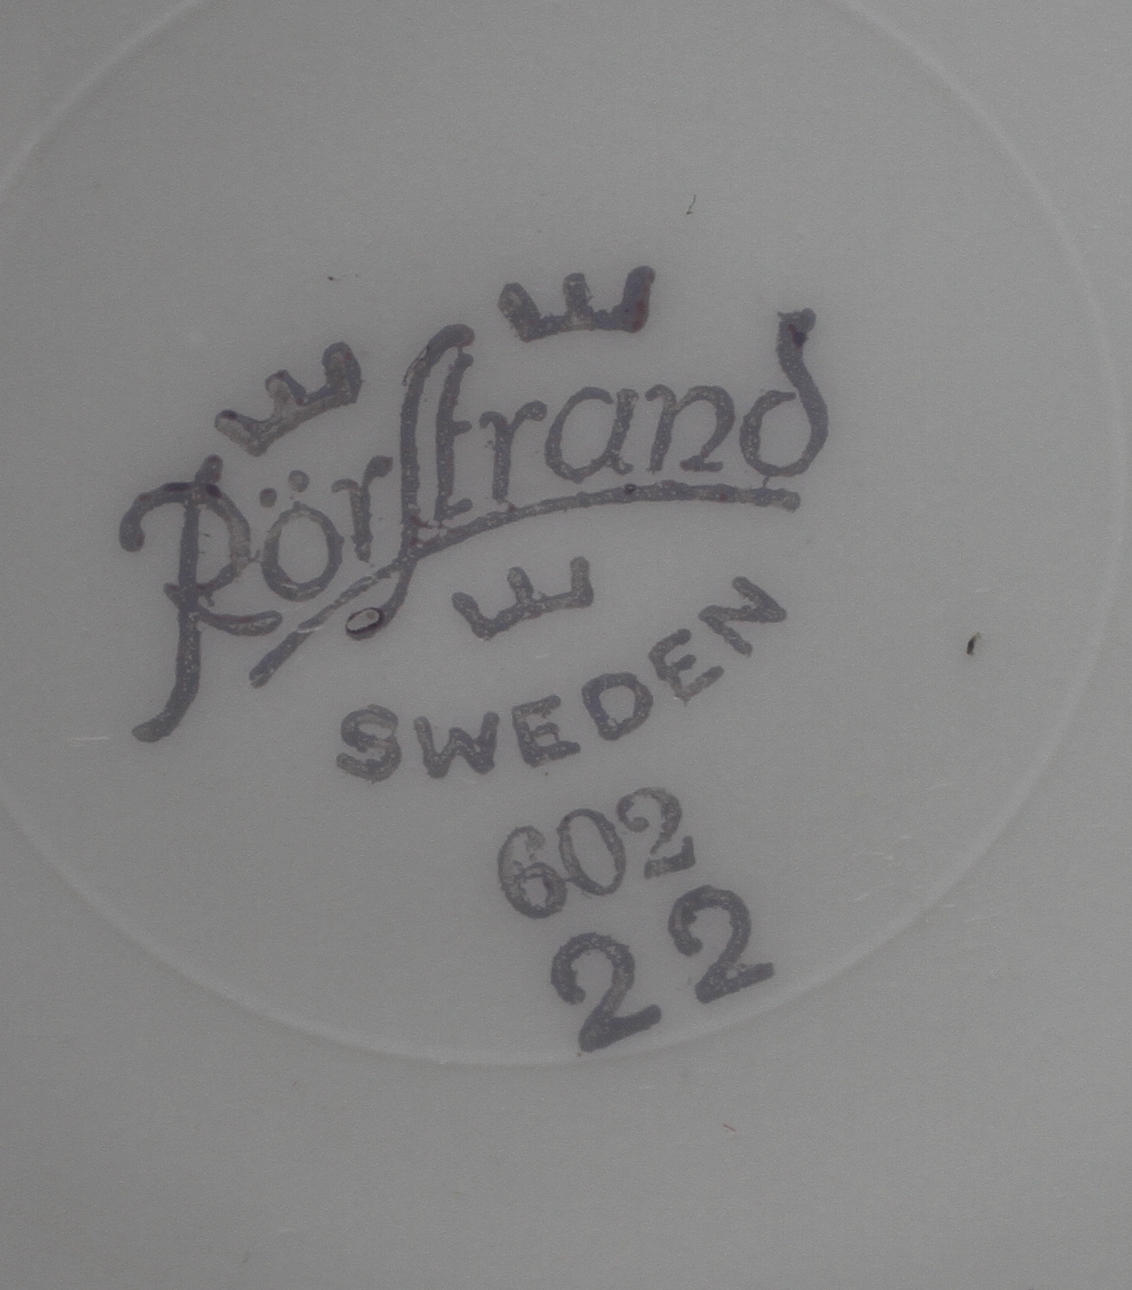 Rörstrand
SWEDEN
602
22